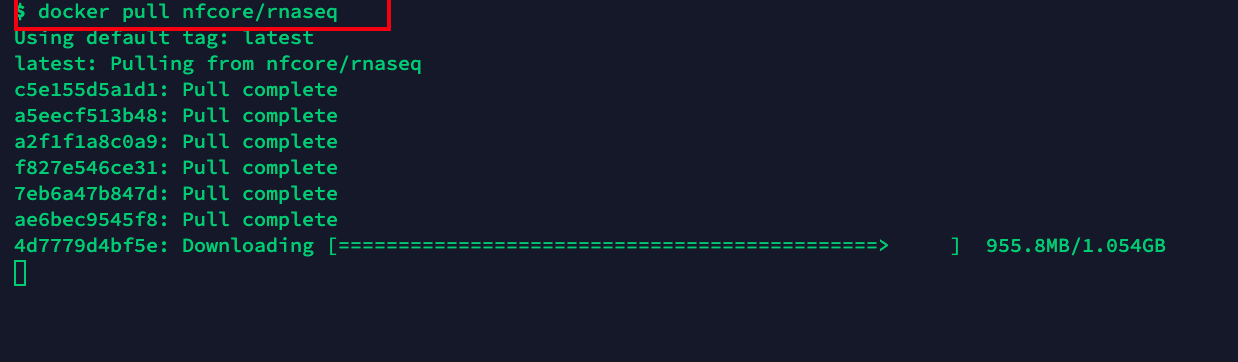 $ docker pull nfcore/rnaseq
Using default tag: latest
latest: Pulling from nfcore/rnaseq
c5e155d5a1d1: Pull complete
a5eecf513b48: Pull complete
a2f1f1a8c0a9: Pull complete
f827e546ce31: Pull complete
7eb6a47b847d: Pull complete
ae6bec9545f8: Pull complete
4d7779d4bf5e: Downloading [=============================================>     ]  955.8MB/1.054GB